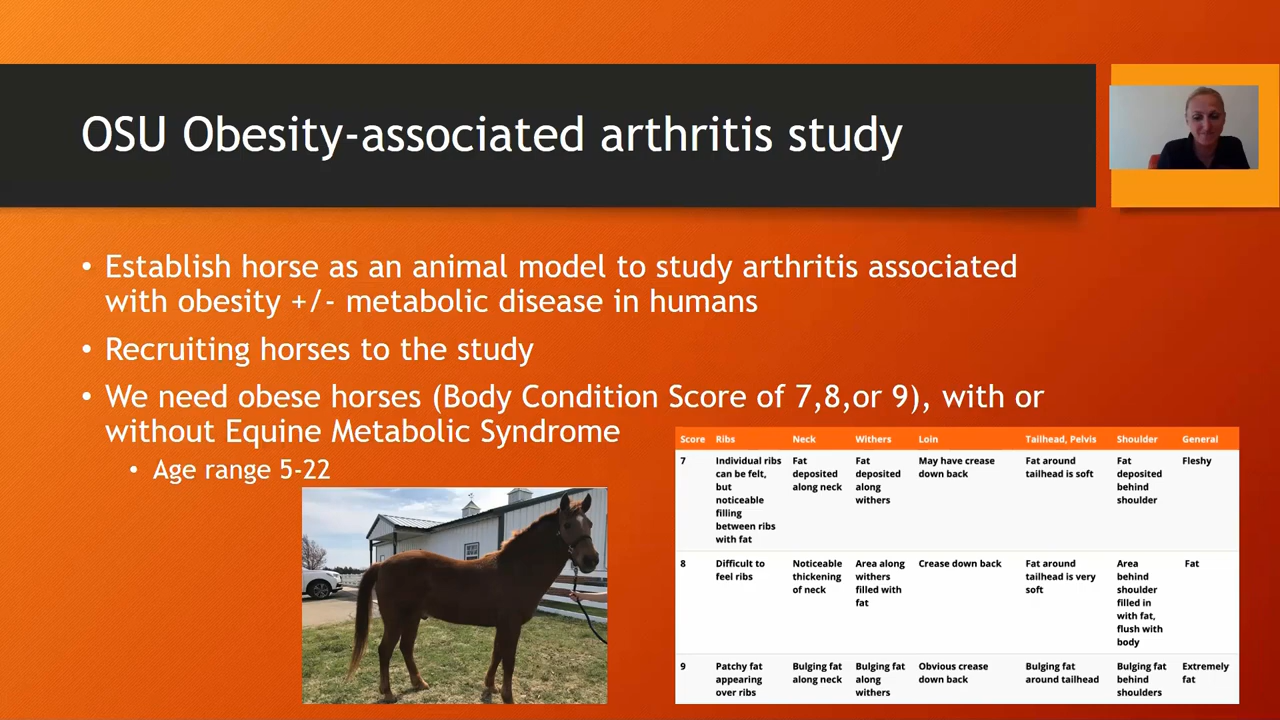 OSU Obesity-associated arthritis study
• Establish horse as an animal model to study arthritis associated
with obesity +/- metabolic disease in humans
• Recruiting horses to the study
• We need obese horses (Body Condition Score of 7,8,or 9), with or
without Equine Metabolic Syndrome
• Age range 5-22
Score Ribs Neck Withers Loin Tailhead, Pelvis Shoulder General
7 Individual ribs Fat Fat May have crease Fat around Fat Fleshy
can be felt, deposited deposited down back tailhead is soft deposited
but along neck along behind
noticeable withers shoulder
filling
between ribs
with fat
8 Difficult to Noticeable Area along Crease down back Fat around Area Fat
feel ribs thickening withers tailhead is very behind
of neck filled with soft shoulder
fat filled in
with fat,
flush with
body
9 Patchy fat Bulging fat Bulging fat Obvious crease Bulging fat Bulging fat Extremely
appearing along neck along down back around tailhead behind fat
over ribs withers shoulders